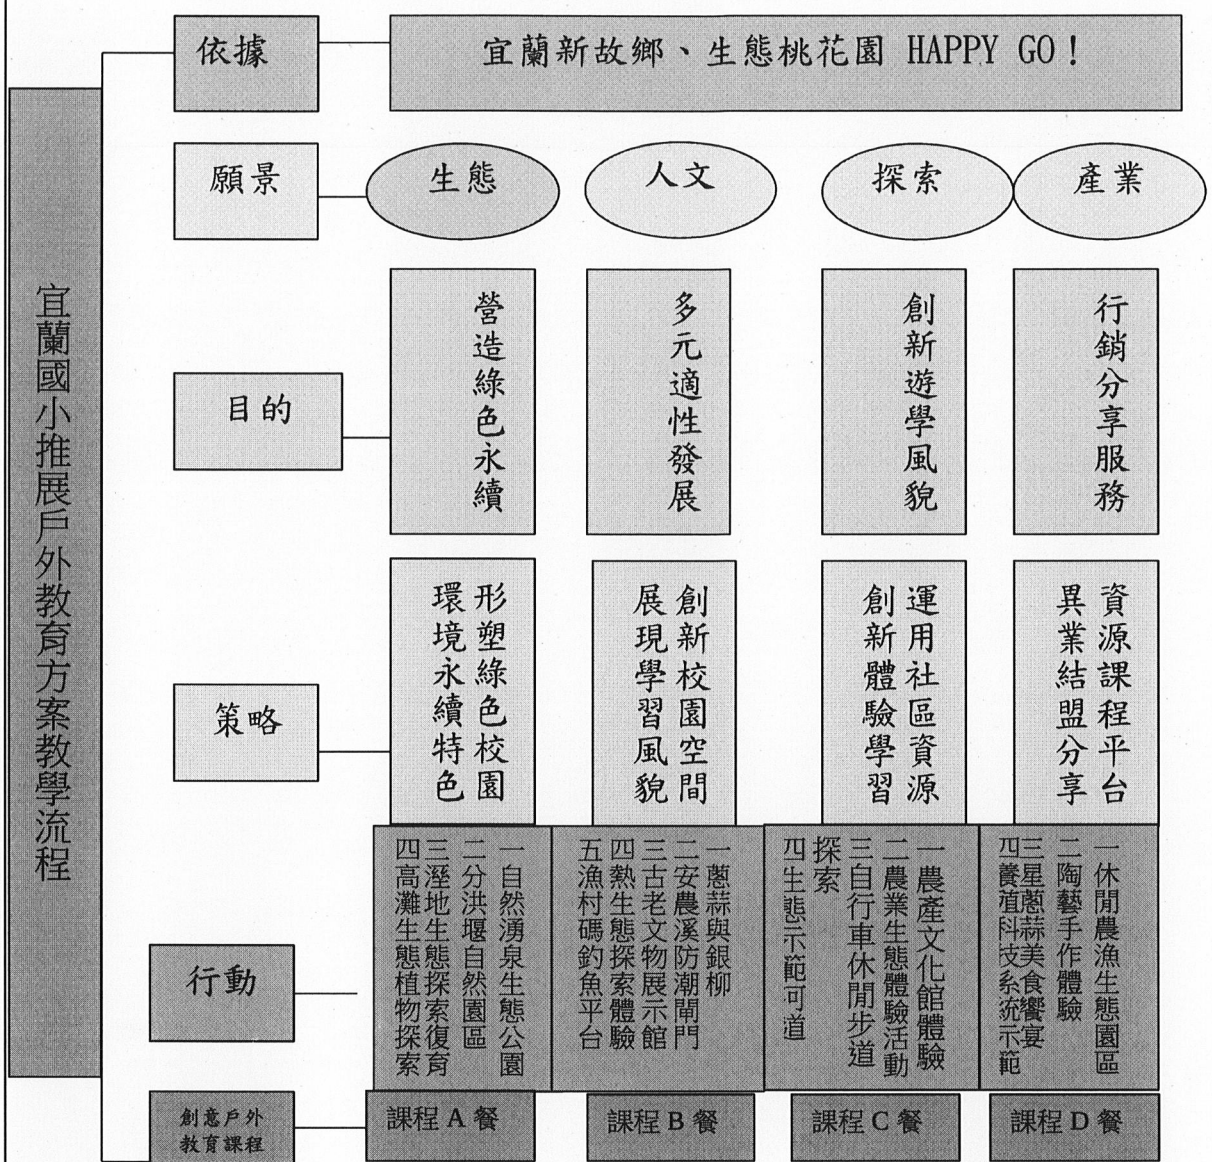 宜蘭國小推展戶外教育方案教學流程
依據
宜蘭新故鄉、生態桃花園 HAPPY GO！
願景
生態
人文
探索
產業
目的
營造綠色永續
多元適性發展
創新遊學風貌
行銷分享服務
策略
形塑綠色校園
環境永續特色
創新校園空間
展現學習風貌
運用社區資源
創新體驗學習
資源課程平台
異業結盟分享
行動
一自然湧泉生態公園
二分洪堰自然園區
三溼地生態探索復育
四高灘生態植物探索
一蔥蒜與銀柳
二安農溪防潮閘門
三古老文物展示館
四熱生態探索體驗
五漁村碼釣魚平台
一農產文化館體驗
二農業生態體驗活動
三自行車休閒步道
探索
四生態示範河道
一休閒農漁生態園區
二陶藝手作體驗
三星蔥蒜美食饗宴
四養殖科技系統示範
創意戶外
教育課程
課程 A 餐
課程 B 餐
課程 C 餐
課程 D 餐